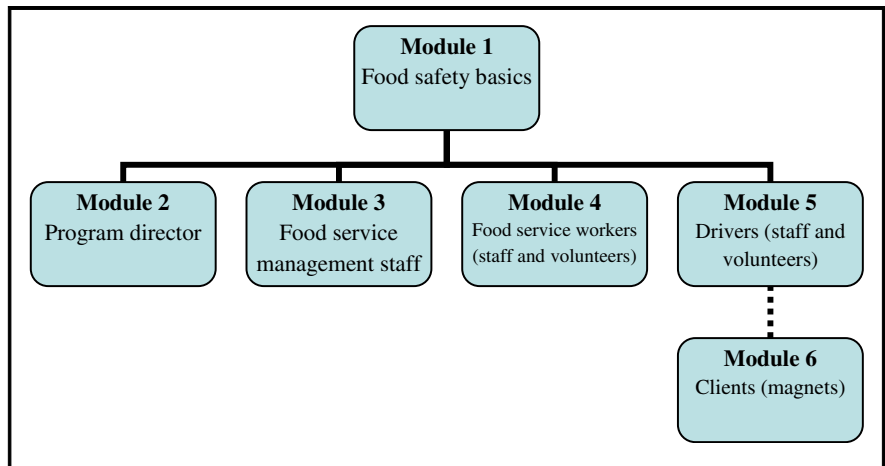 Module 1
Food safety basics
Module 2
Program director
Module 3
Food service
management staff
Module 4
Food service workers
(staff and volunteers)
Module 5
Drivers (staff and
volunteers)
Module 6
Clients (magnets)